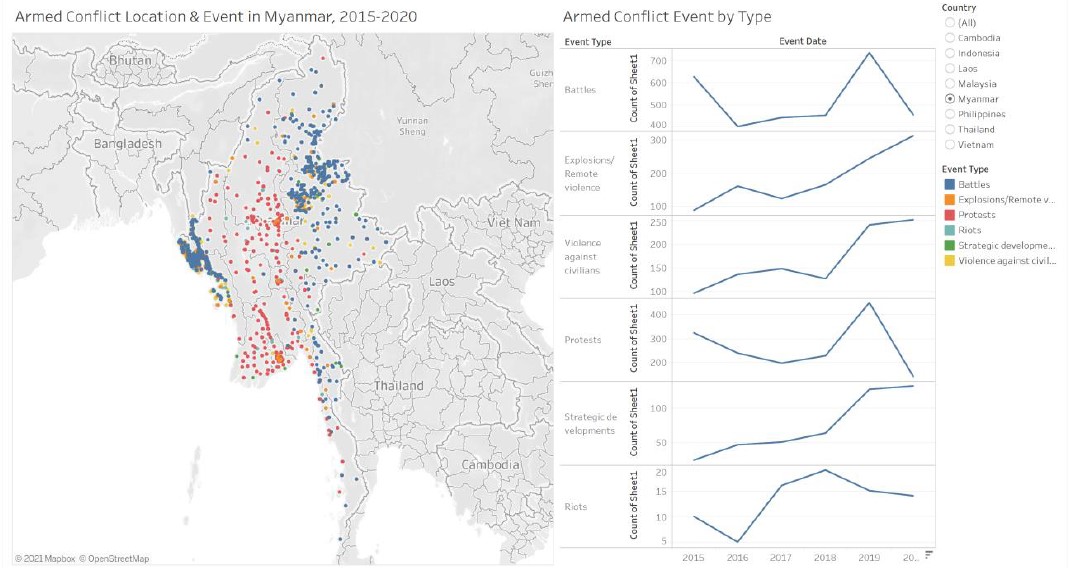 Armed Conflict Location & Event in Myanmar, 2015-2020
Bhutan
Yunnan
Sheng
Bangladesh
Viet Nam
Laos
Thailand
Cambodia
© 2021 Mapbox © OpenStreetMap
Armed Conflict Event by Type
Event Type
Event Date
Battles
Count of Sheet1
700
600
500
400
Explosions/
Remote
violence
Count of Sheet1
300
200
100
Violence
against
civilians
Count of Sheet1
250
200
150
100
Protests
Count of Sheet1
400
300
200
Strategic de
velopments
Count of Sheet1
100
50
Riots
Count of Sheet1
20
15
10
5
2015 2016 2017 2018 2019 20..
Country
(All)
Cambodia
Indonesia
Laos
Malaysia
Myanmar
Philippines
Thailand
Vietnam
Event Type
Battles
Explosions/Remote v...
Protests
Riots
Strategic developme...
Violence against civil...